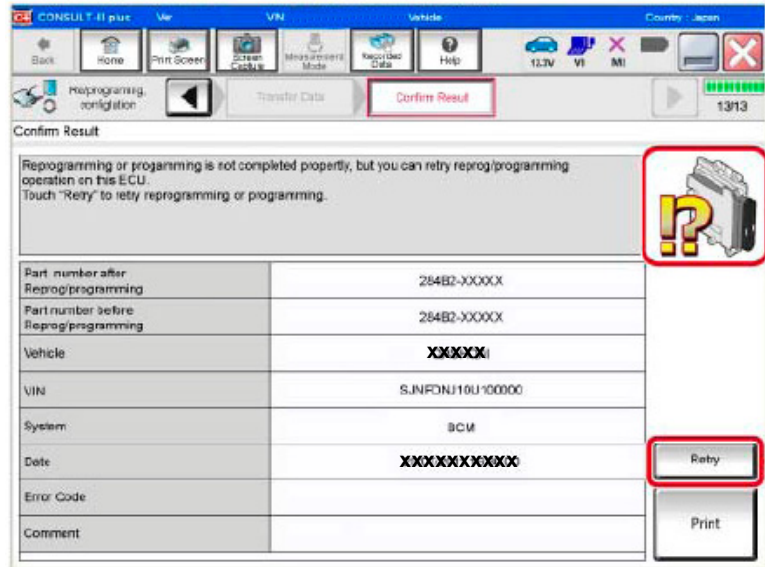 CONSULT-II plus Ver VIN Vehicle Country : Japan
Back Home Print Screen Screen Capture Measurement Mode Recorded Data Help 13.3V VI MI
Re/programing, configlation Transfer Data Confirm Result 13/13
Confirm Result
Reprogramming or progamming is not completed propertly, but you can retry reprog/programming
operation on this ECU.
Touch "Retry" to retry reprogramming or programming.
!?
Part number after
Reprog/programming 284B2-XXXXX
Part number before
Reprog/programming 284B2-XXXXX
Vehicle XXXXX
VIN SJNFDNJ10U100000
System BCM
Date XXXXXXXXXX
Retry
Error Code
Comment
Print